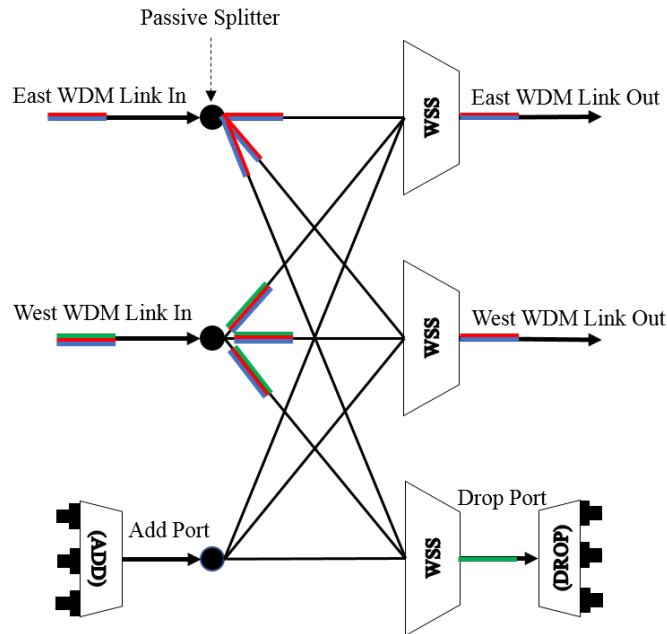 Passive Splitter
East WDM Link In
WSS
East WDM Link Out
West WDM Link In
WSS
West WDM Link Out
(ADD)
Add Port
WSS
Drop Port
(DROP)